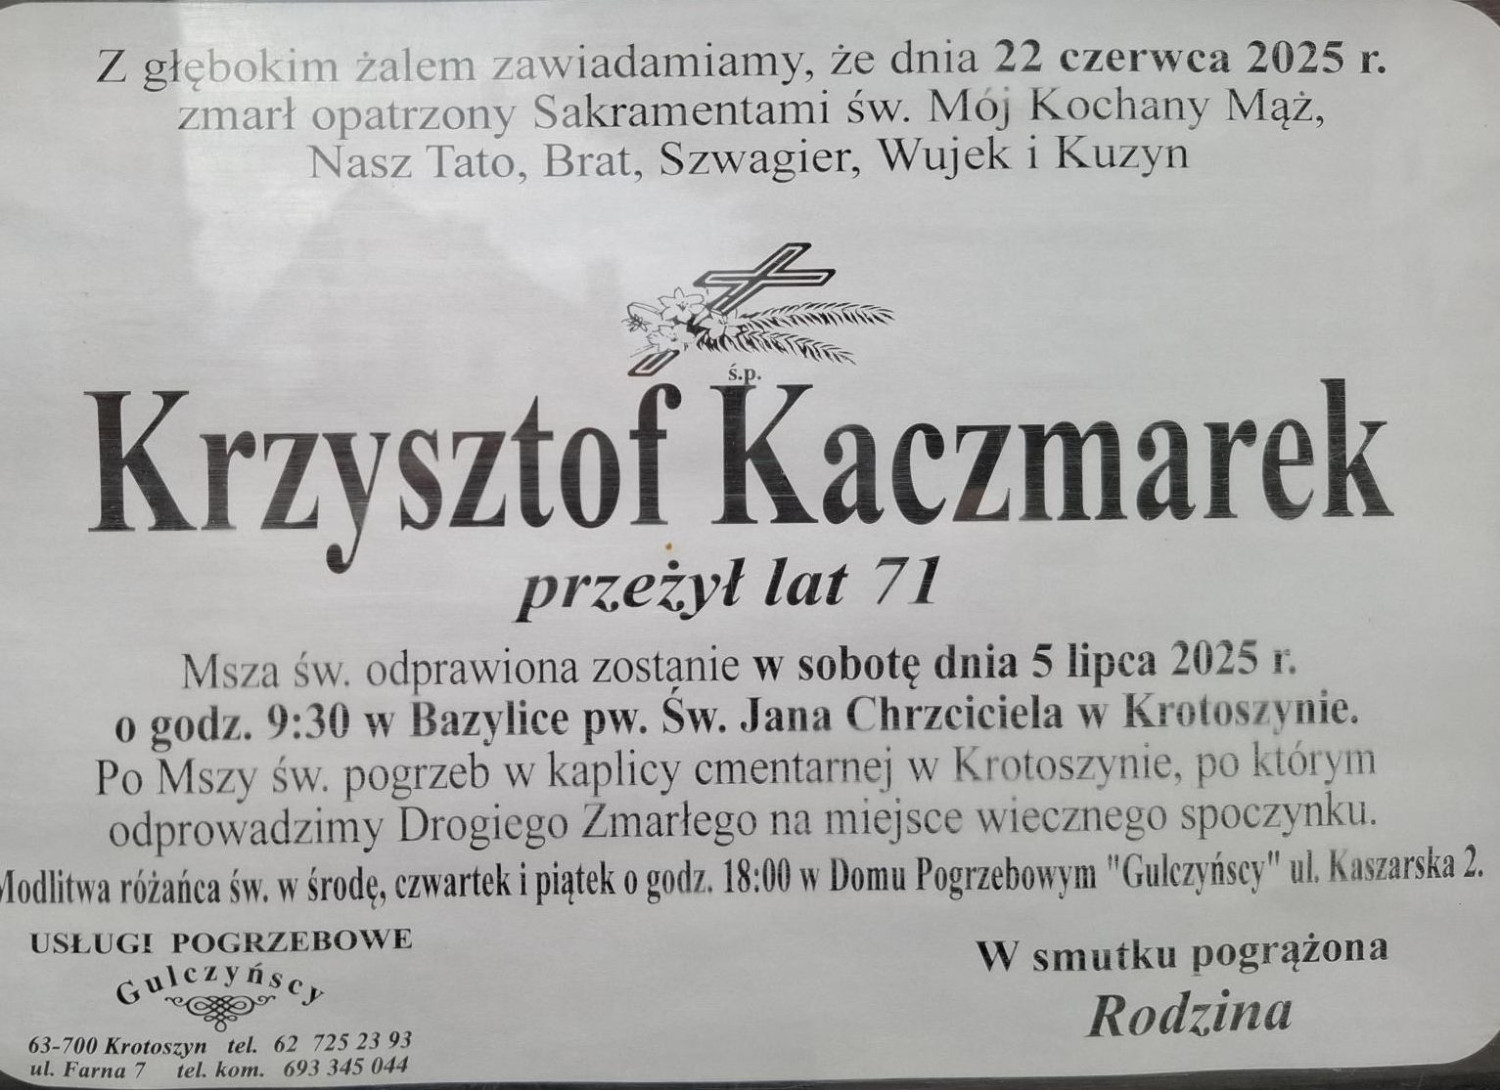 Z głębokim żalem zawiadamiamy, że dnia 22 czerwca 2025 r.
zmarł opatrzony Sakramentami św. Mój Kochany Mąż,
Nasz Tato, Brat, Szwagier, Wujek i Kuzyn
ś.p.
Krzysztof Kaczmarek
przeżył lat 71
Msza św. odprawiona zostanie w sobotę dnia 5 lipca 2025 r.
o godz. 9:30 w Bazylice pw. Św. Jana Chrzciciela w Krotoszynie.
Po Mszy św. pogrzeb w kaplicy cmentarnej w Krotoszynie, po którym
odprowadzimy Drogiego Zmarłego na miejsce wiecznego spoczynku.
Modlitwa różańca św. w środę, czwartek i piątek o godz. 18:00 w Domu Pogrzebowym "Gulczyńscy" ul. Kaszarska 2.
USŁUGI POGRZEBOWE
Gulczyńscy
63-700 Krotoszyn tel. 62 725 23 93
ul. Farna 7 tel. kom. 693 345 044
W smutku pogrążona
Rodzina